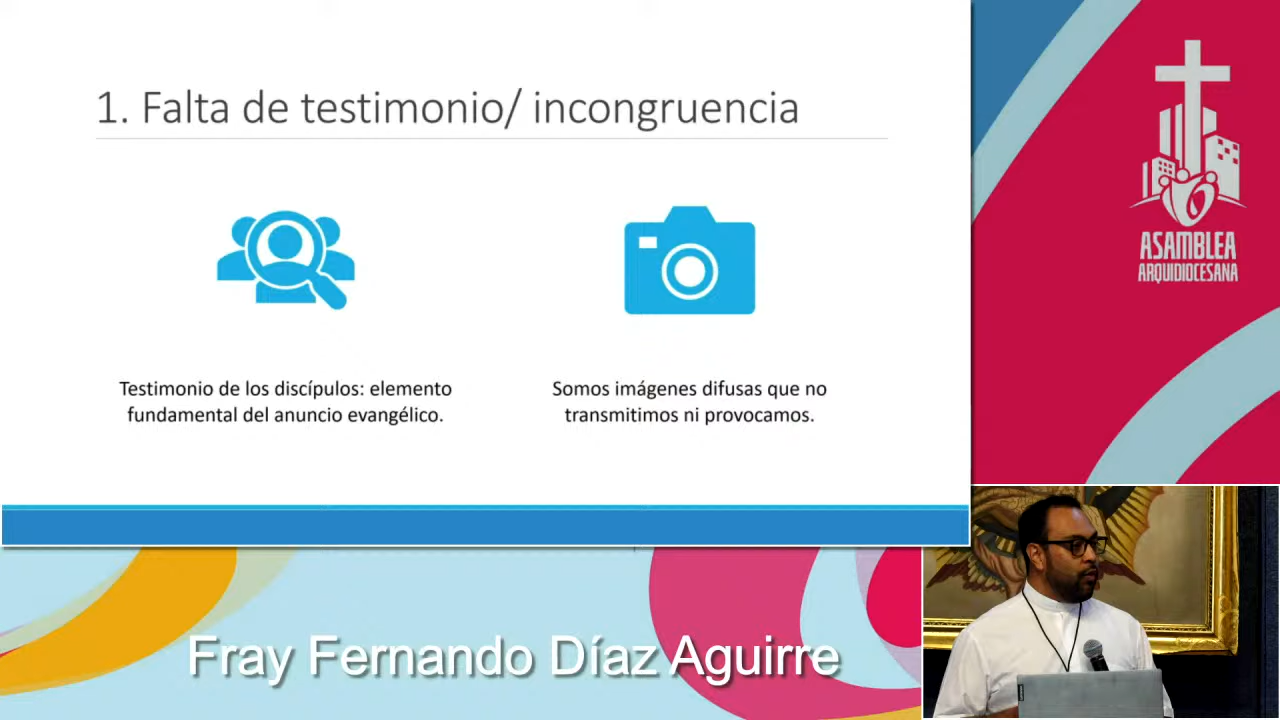 1. Falta de testimonio/ incongruencia
Testimonio de los discípulos: elemento
fundamental del anuncio evangélico.
Somos imágenes difusas que no
transmitimos ni provocamos.
ASAMBLEA
ARQUIDIOCESANA
Fray Fernando Díaz Aguirre